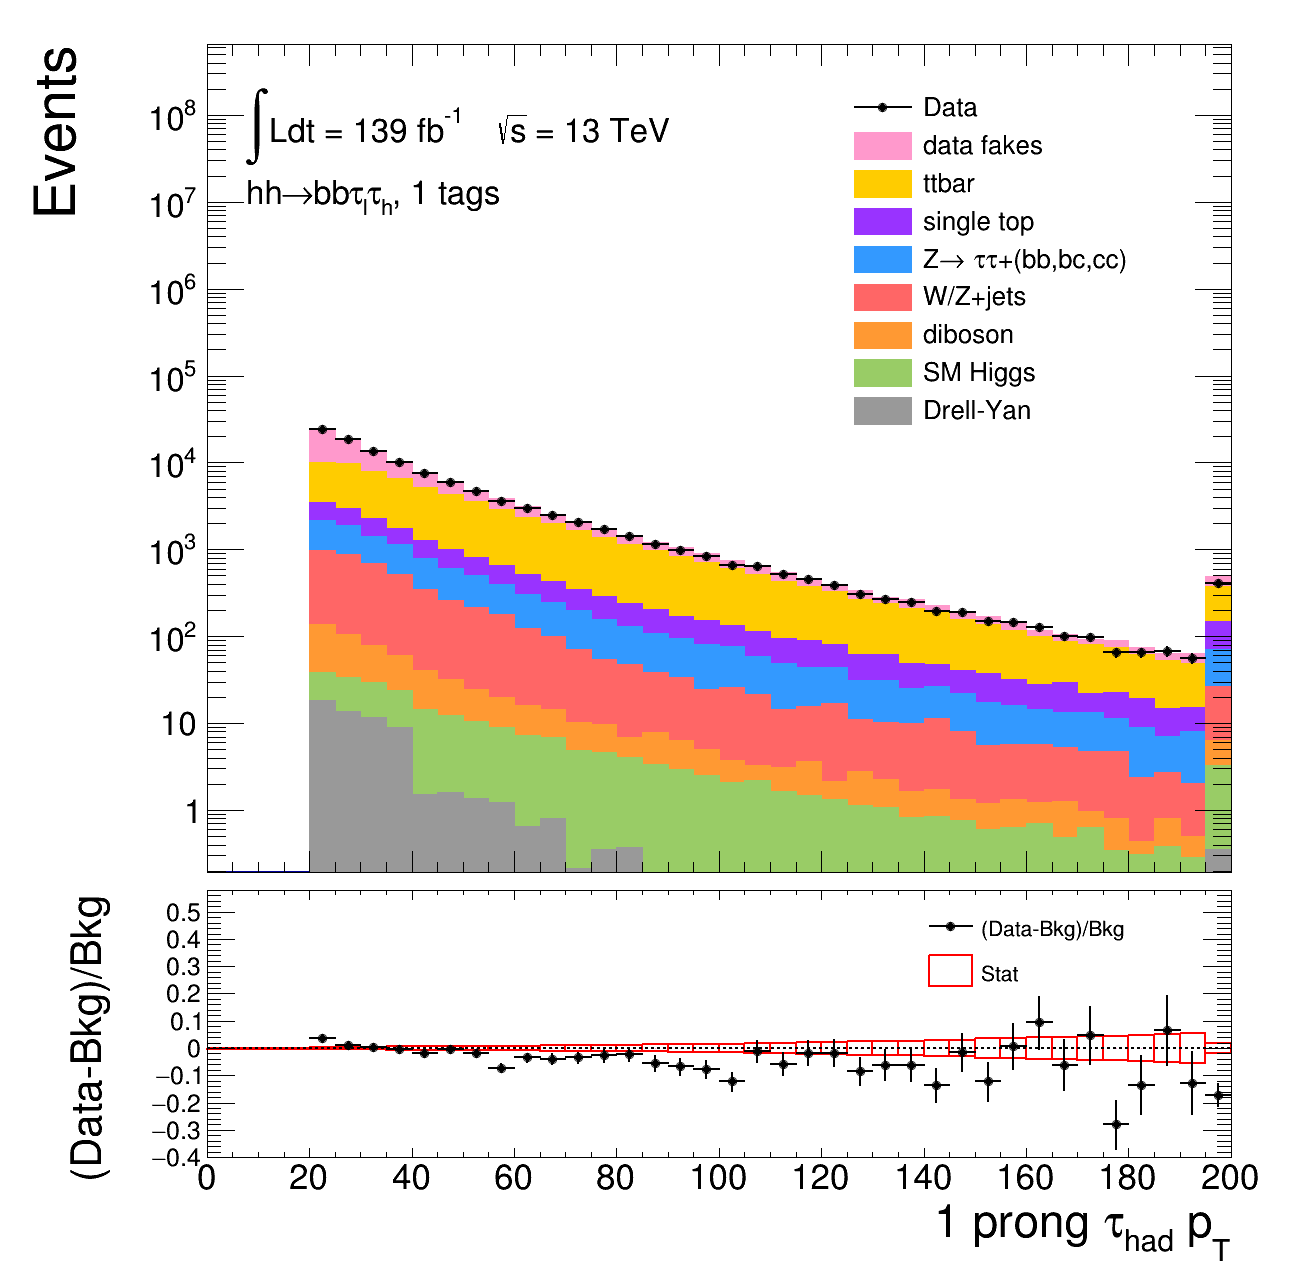 Events
10⁸
10⁷
10⁶
10⁵
10⁴
10³
10²
10
1
∫Ldt = 139 fb⁻¹ √s = 13 TeV
hh→bbτ_lτ_h, 1 tags
Data
data fakes
ttbar
single top
Z→ ττ+(bb,bc,cc)
W/Z+jets
diboson
SM Higgs
Drell-Yan
(Data-Bkg)/Bkg
0.5
0.4
0.3
0.2
0.1
0
−0.1
−0.2
−0.3
−0.4
(Data-Bkg)/Bkg
Stat
0 20 40 60 80 100 120 140 160 180 200
1 prong τ_had p_T